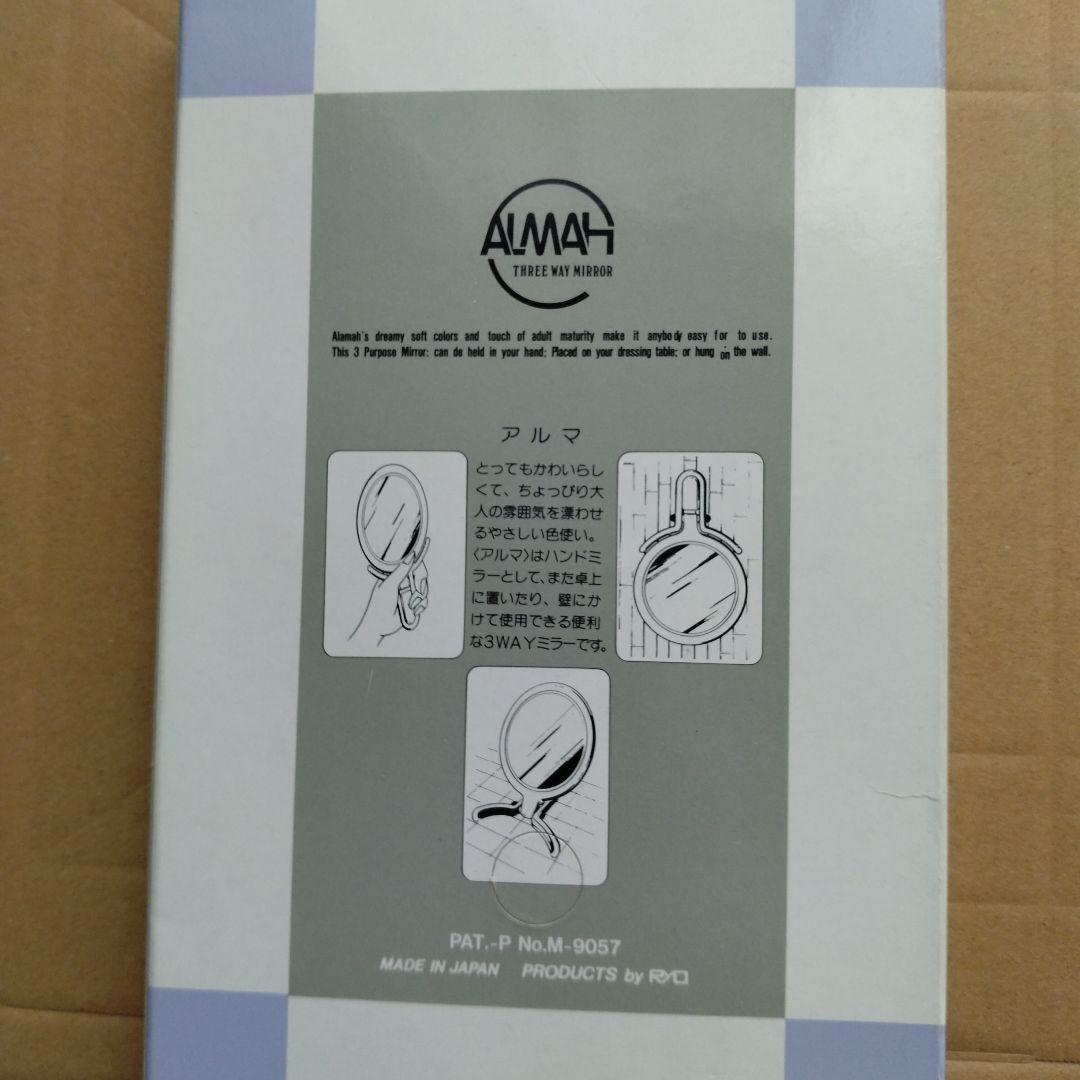 ALMAH
THREE WAY MIRROR
Alamah's dreamy soft colors and touch of adult maturity make it anybody easy for to use.
This 3 Purpose Mirror: can de held in your hand: Placed on your dressing table: or hung on the wall.
アルマ
とってもかわいらし
くて、ちょっぴり大
人の雰囲気を漂わせ
るやさしい色使い。
〈アルマ〉はハンドミ
ラーとして、また卓上
に置いたり、壁にか
けて使用できる便利
な3WAYミラーです。
PAT.-P No.M-9057
MADE IN JAPAN PRODUCTS by RYO